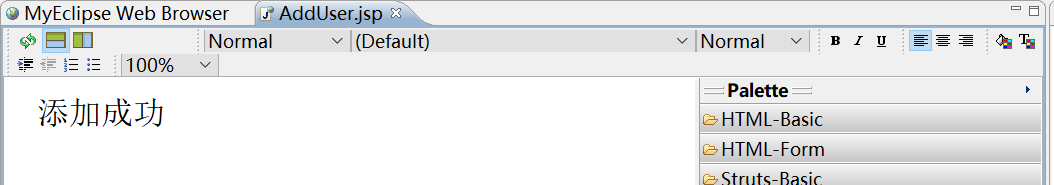 MyEclipse Web Browser AddUser.jsp
Normal (Default) Normal B I U
100%
Palette
添加成功
HTML-Basic
HTML-Form
Struts-Basic